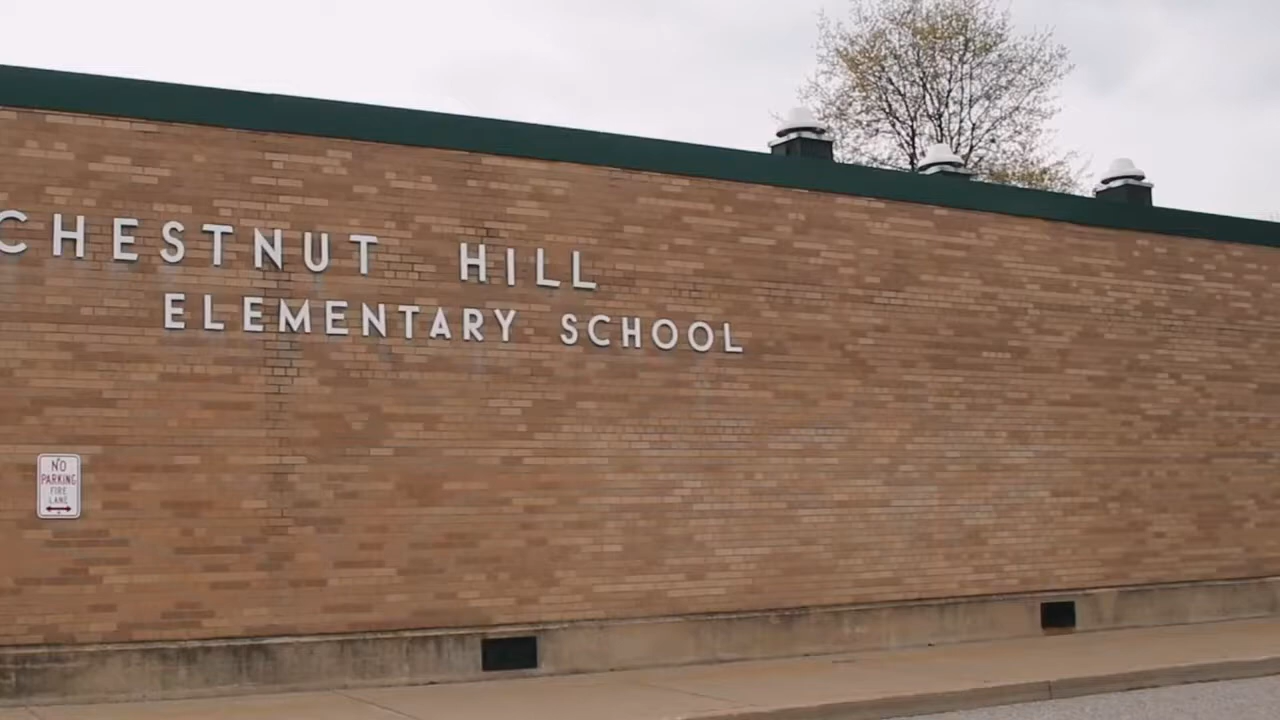 CHESTNUT HILL
ELEMENTARY SCHOOL
NO
PARKING
FIRE
LANE